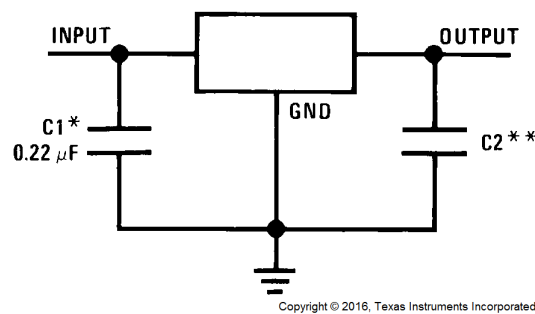 INPUT
OUTPUT
GND
C1*
0.22 μF
C2**
Copyright © 2016, Texas Instruments Incorporated